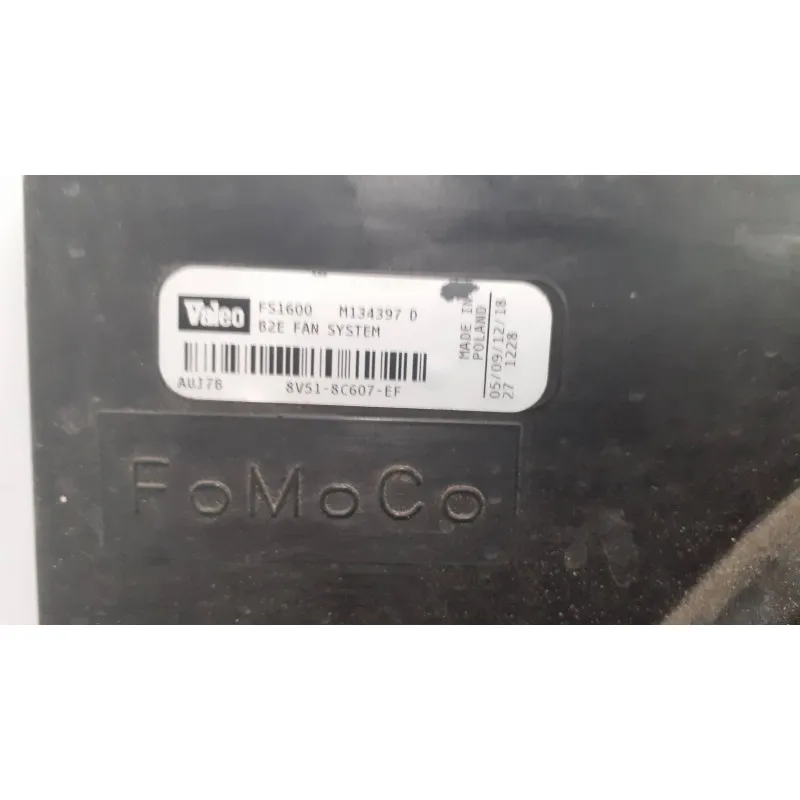 Valeo FS1600 M134397 D
B2E FAN SYSTEM
AUJ7B 8V51-8C607-EF
MADE IN
POLAND
05/09/12/18
27 1228
FoMoCo